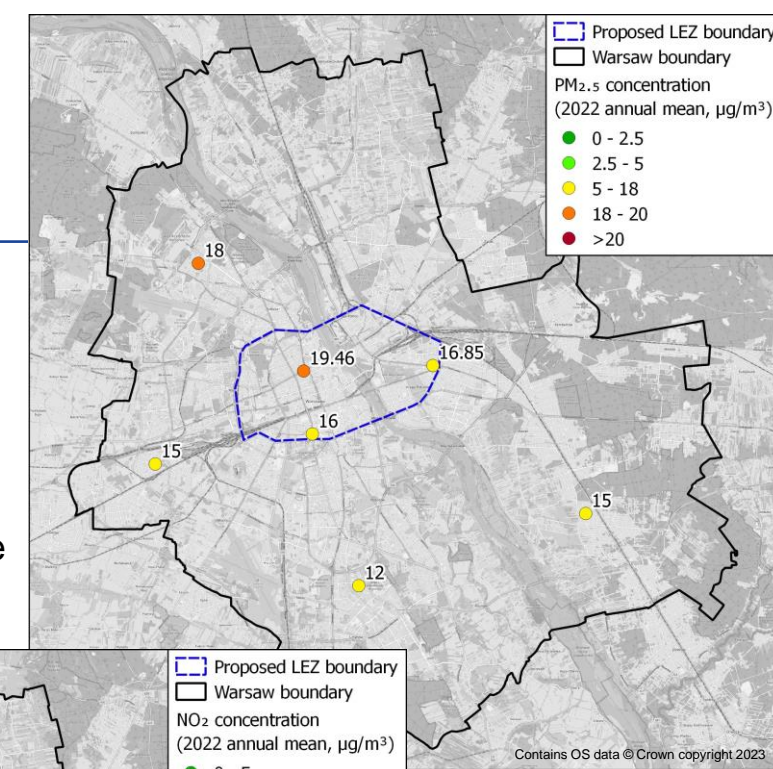 Proposed LEZ boundary
Warsaw boundary
PM₂.₅ concentration
(2022 annual mean, µg/m³)
0 - 2.5
2.5 - 5
5 - 18
18 - 20
>20
18
19.46
16.85
16
15
15
12
e
Proposed LEZ boundary
Warsaw boundary
NO₂ concentration
(2022 annual mean, µg/m³)
Contains OS data © Crown copyright 2023